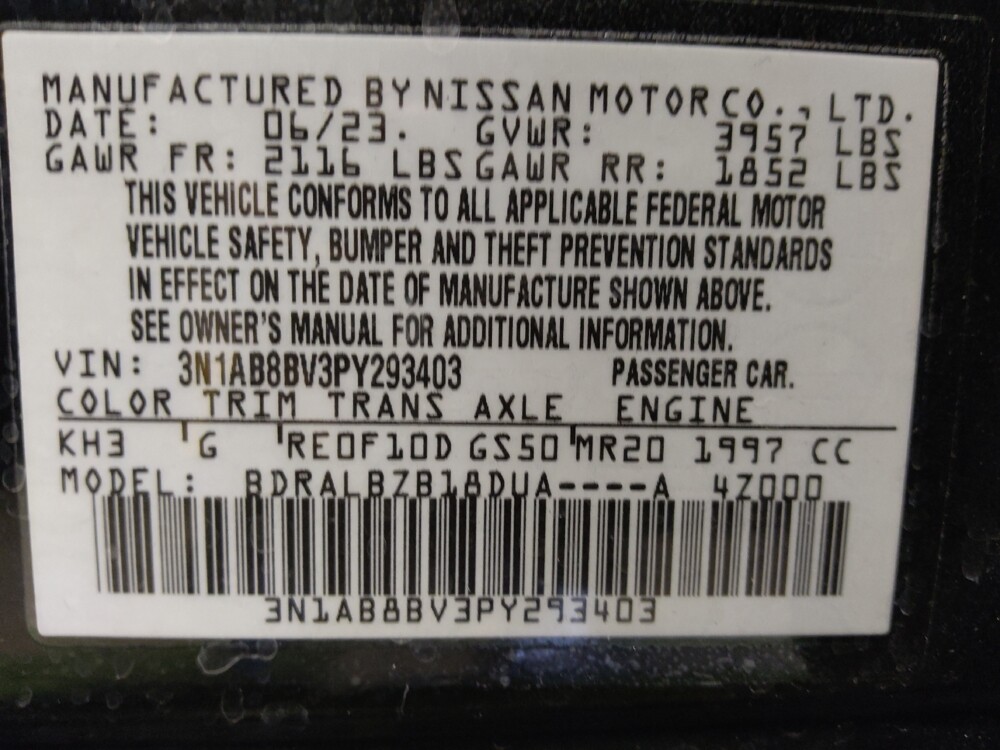 MANUFACTURED BY NISSAN MOTOR CO., LTD.
DATE: 06/23. GVWR: 3957 LBS
GAWR FR: 2116 LBS GAWR RR: 1852 LBS
THIS VEHICLE CONFORMS TO ALL APPLICABLE FEDERAL MOTOR
VEHICLE SAFETY, BUMPER AND THEFT PREVENTION STANDARDS
IN EFFECT ON THE DATE OF MANUFACTURE SHOWN ABOVE.
SEE OWNER'S MANUAL FOR ADDITIONAL INFORMATION.
VIN: 3N1AB8BV3PY293403 PASSENGER CAR.
COLOR TRIM TRANS AXLE ENGINE
KH3 G RE0F10D GS50 MR20 1997 CC
MODEL: BDRALBZB18DUA----A 4Z000
3N1AB8BV3PY293403